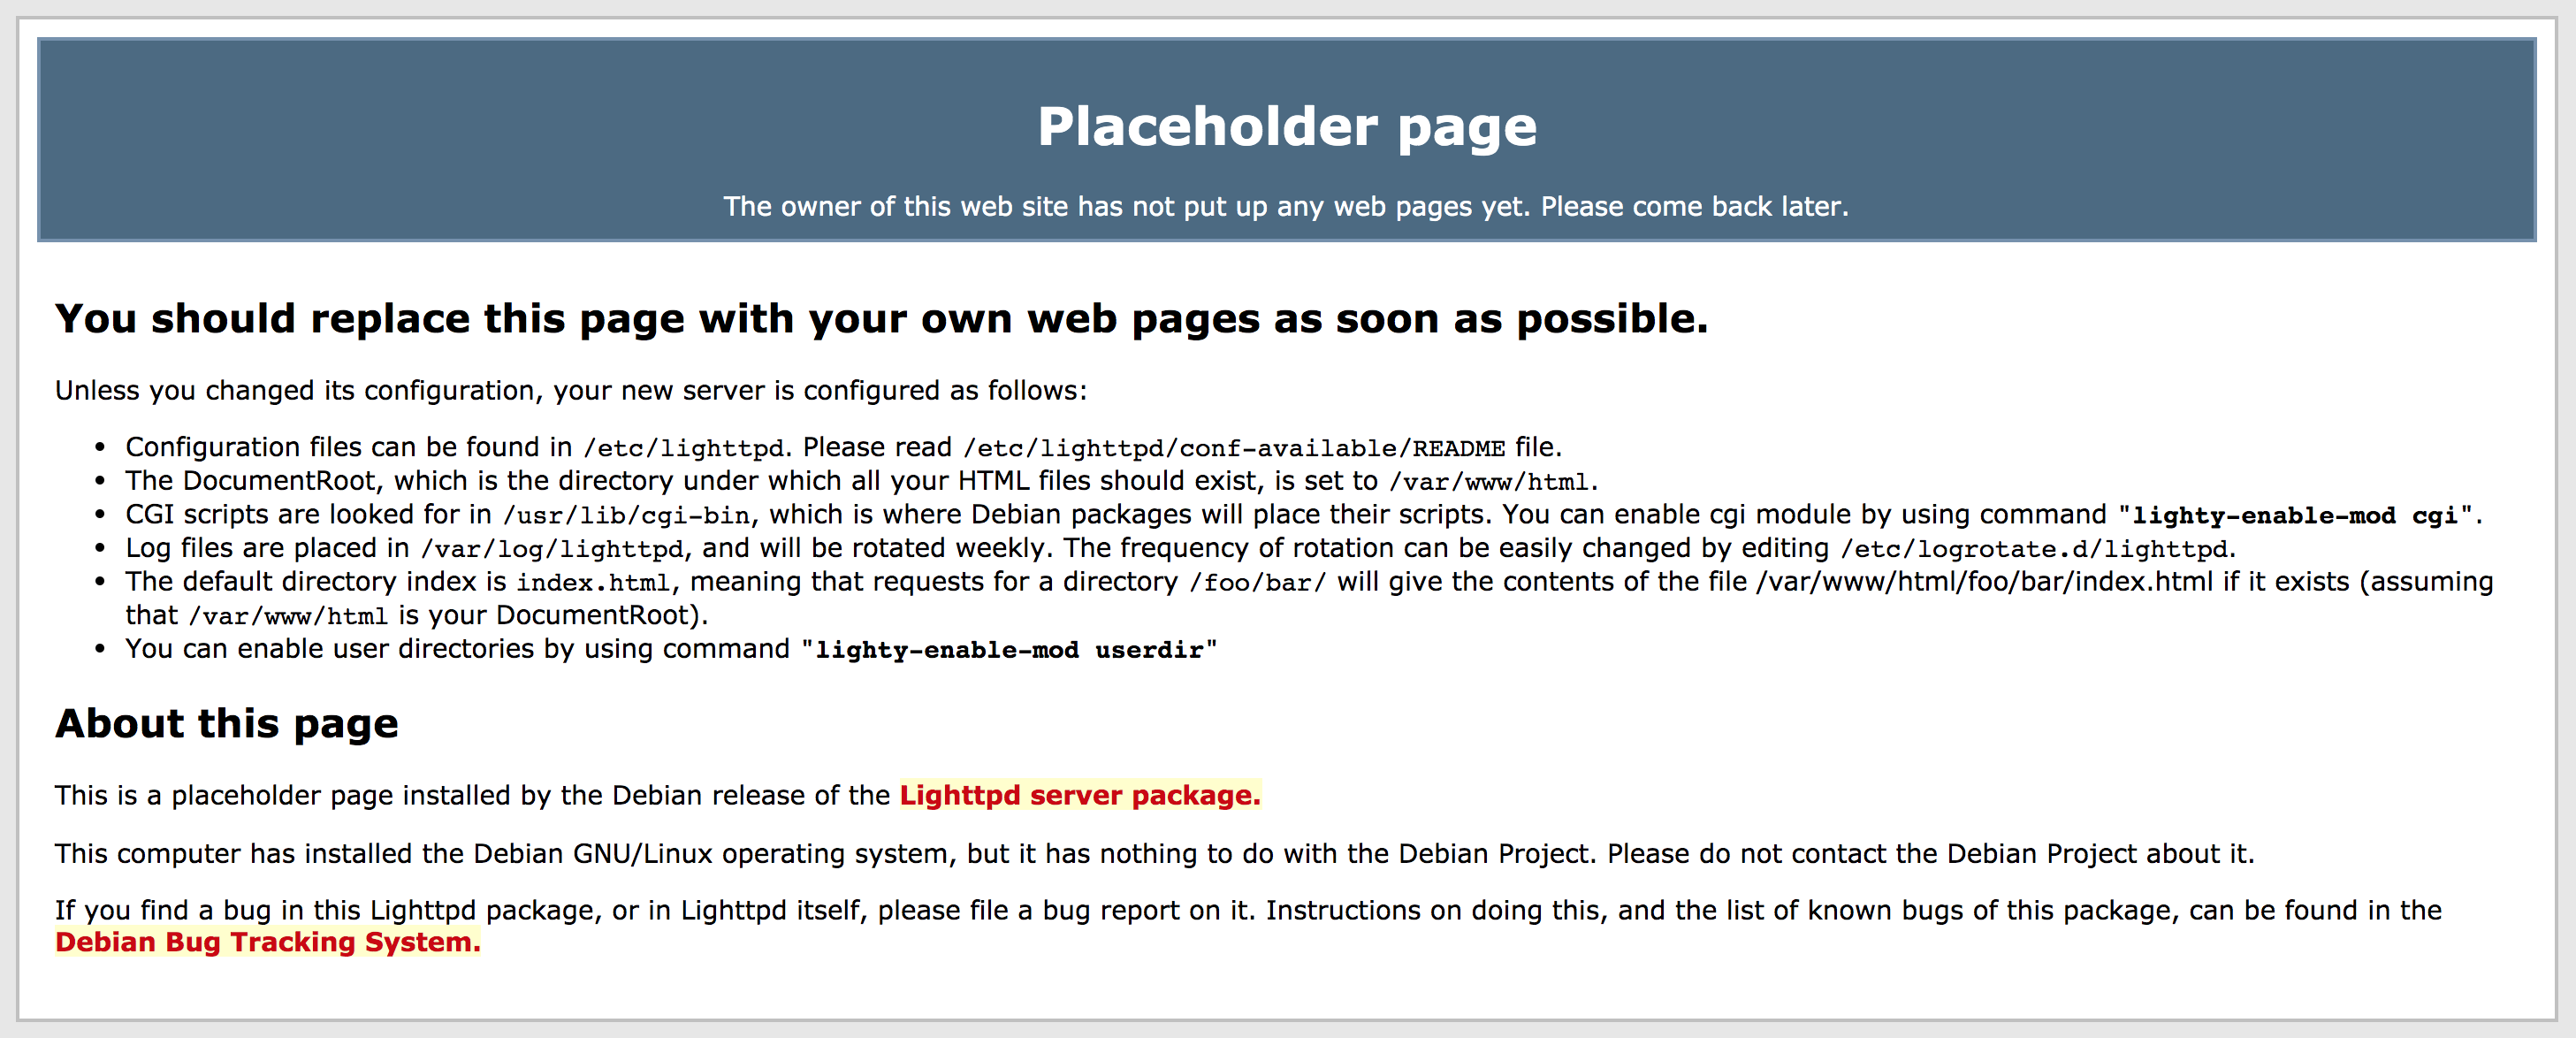 Placeholder page
The owner of this web site has not put up any web pages yet. Please come back later.
You should replace this page with your own web pages as soon as possible.
Unless you changed its configuration, your new server is configured as follows:
• Configuration files can be found in /etc/lighttpd. Please read /etc/lighttpd/conf-available/README file.
• The DocumentRoot, which is the directory under which all your HTML files should exist, is set to /var/www/html.
• CGI scripts are looked for in /usr/lib/cgi-bin, which is where Debian packages will place their scripts. You can enable cgi module by using command "lighty-enable-mod cgi".
• Log files are placed in /var/log/lighttpd, and will be rotated weekly. The frequency of rotation can be easily changed by editing /etc/logrotate.d/lighttpd.
• The default directory index is index.html, meaning that requests for a directory /foo/bar/ will give the contents of the file /var/www/html/foo/bar/index.html if it exists (assuming
that /var/www/html is your DocumentRoot).
• You can enable user directories by using command "lighty-enable-mod userdir"
About this page
This is a placeholder page installed by the Debian release of the Lighttpd server package.
This computer has installed the Debian GNU/Linux operating system, but it has nothing to do with the Debian Project. Please do not contact the Debian Project about it.
If you find a bug in this Lighttpd package, or in Lighttpd itself, please file a bug report on it. Instructions on doing this, and the list of known bugs of this package, can be found in the
Debian Bug Tracking System.